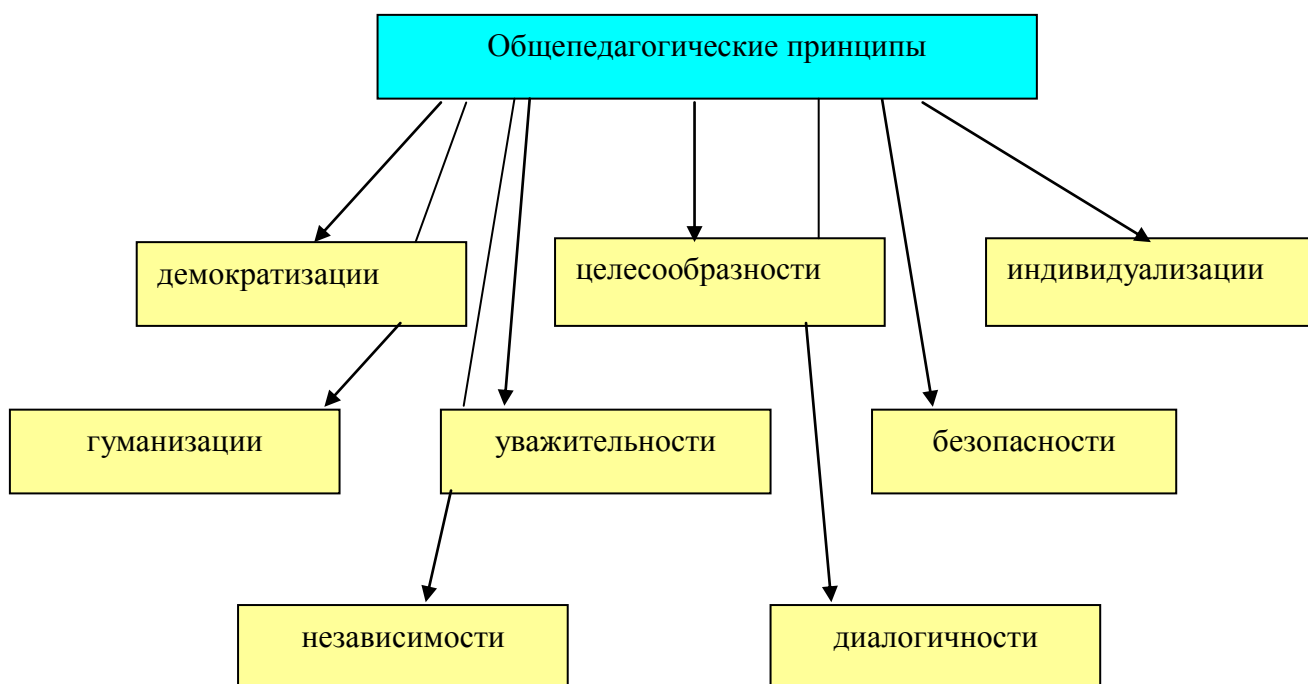 Общепедагогические принципы
демократизации
целесообразности
индивидуализации
гуманизации
уважительности
безопасности
независимости
диалогичности